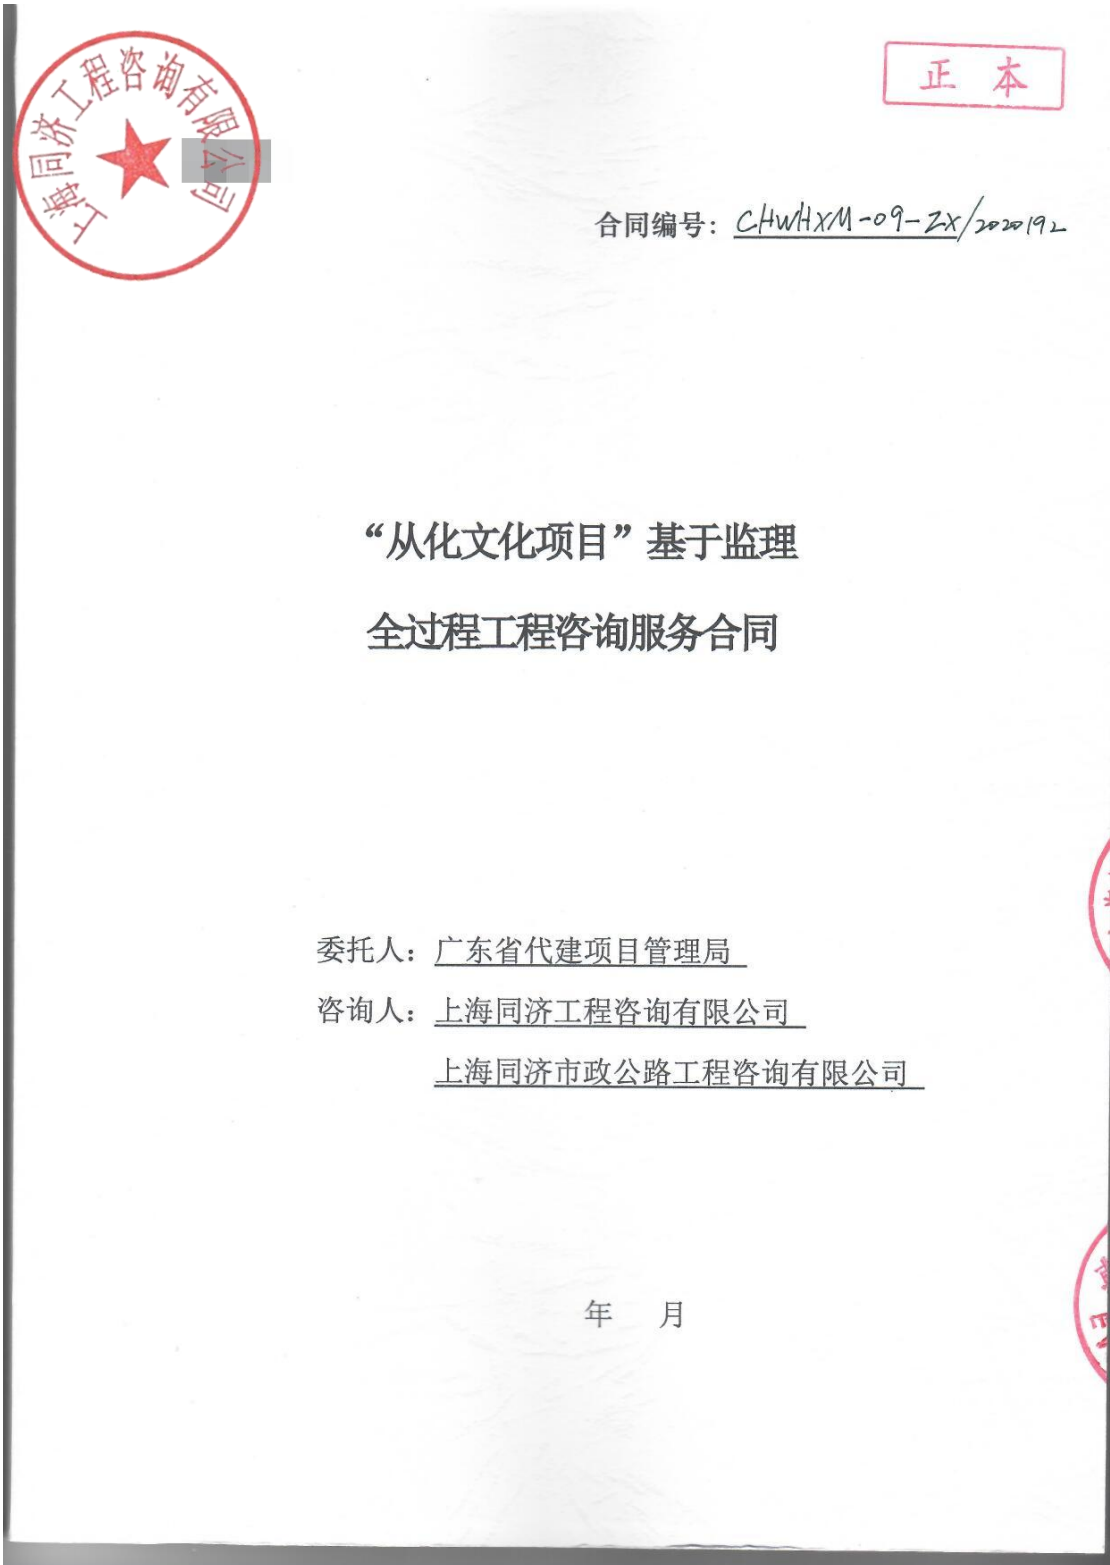 上海同济工程咨询有限公司
正本
合同编号：CHWHXM-09-ZX/2020192
“从化文化项目”基于监理
全过程工程咨询服务合同
委托人：广东省代建项目管理局
咨询人：上海同济工程咨询有限公司
上海同济市政公路工程咨询有限公司
年 月